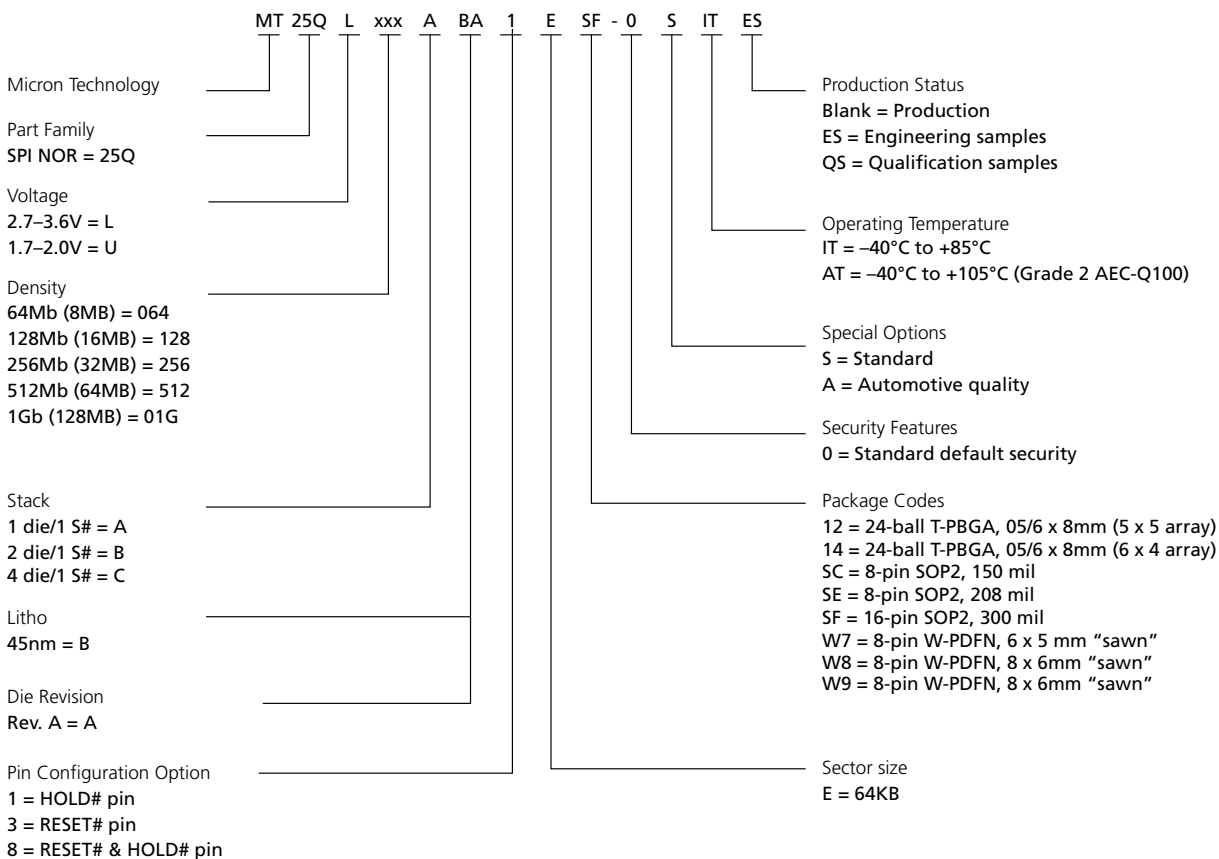 MT 25Q L xxx A BA 1 E SF - 0 S IT ES
Micron Technology
Part Family
SPI NOR = 25Q
Voltage
2.7–3.6V = L
1.7–2.0V = U
Density
64Mb (8MB) = 064
128Mb (16MB) = 128
256Mb (32MB) = 256
512Mb (64MB) = 512
1Gb (128MB) = 01G
Stack
1 die/1 S# = A
2 die/1 S# = B
4 die/1 S# = C
Litho
45nm = B
Die Revision
Rev. A = A
Pin Configuration Option
1 = HOLD# pin
3 = RESET# pin
8 = RESET# & HOLD# pin
Production Status
Blank = Production
ES = Engineering samples
QS = Qualification samples
Operating Temperature
IT = –40°C to +85°C
AT = –40°C to +105°C (Grade 2 AEC-Q100)
Special Options
S = Standard
A = Automotive quality
Security Features
0 = Standard default security
Package Codes
12 = 24-ball T-PBGA, 05/6 x 8mm (5 x 5 array)
14 = 24-ball T-PBGA, 05/6 x 8mm (6 x 4 array)
SC = 8-pin SOP2, 150 mil
SE = 8-pin SOP2, 208 mil
SF = 16-pin SOP2, 300 mil
W7 = 8-pin W-PDFN, 6 x 5 mm “sawn”
W8 = 8-pin W-PDFN, 8 x 6mm “sawn”
W9 = 8-pin W-PDFN, 8 x 6mm “sawn”
Sector size
E = 64KB